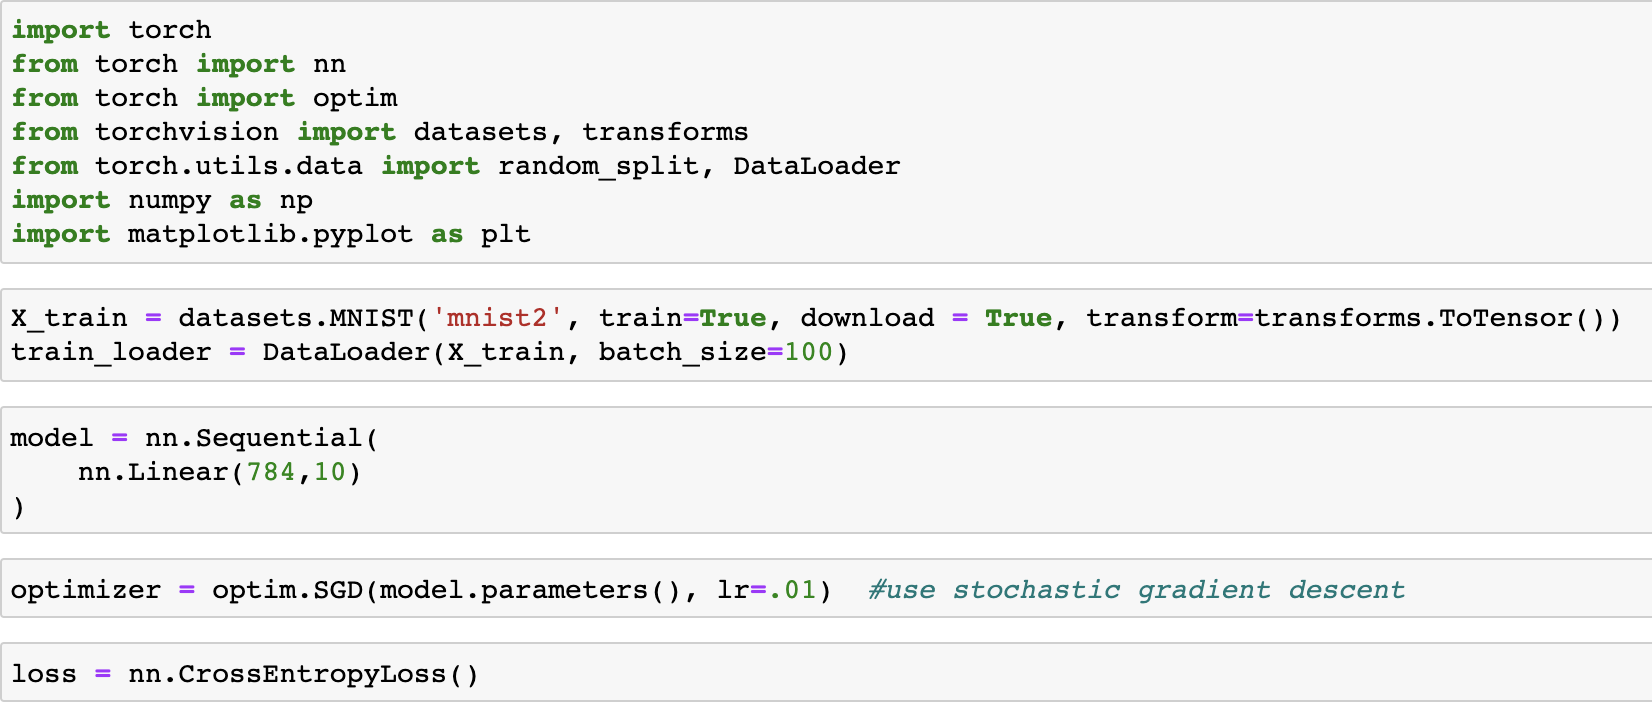 import torch
from torch import nn
from torch import optim
from torchvision import datasets, transforms
from torch.utils.data import random_split, DataLoader
import numpy as np
import matplotlib.pyplot as plt
X_train = datasets.MNIST('mnist2', train=True, download = True, transform=transforms.ToTensor())
train_loader = DataLoader(X_train, batch_size=100)
model = nn.Sequential(
    nn.Linear(784,10)
)
optimizer = optim.SGD(model.parameters(), lr=.01)  #use stochastic gradient descent
loss = nn.CrossEntropyLoss()